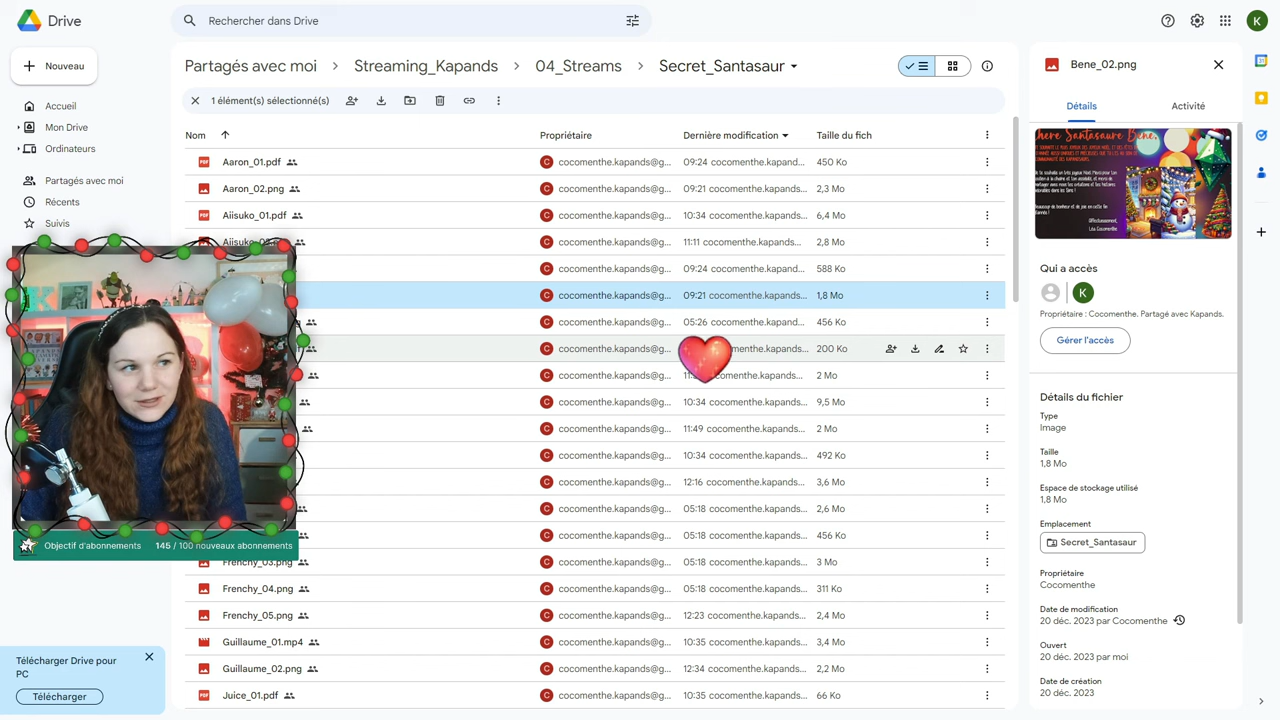 Drive
Rechercher dans Drive
K
Nouveau
Accueil
Mon Drive
Ordinateurs
Partagés avec moi
Récents
Suivis
Partagés avec moi > Streaming_Kapands > 04_Streams > Secret_Santasaur
1 élément(s) sélectionné(s)
Nom Propriétaire Dernière modification Taille du fich
Aaron_01.pdf C cocomenthe.kapands@g... 09:24 cocomenthe.kapands... 450 Ko
Aaron_02.png C cocomenthe.kapands@g... 09:21 cocomenthe.kapands... 2,3 Mo
Aiisuko_01.pdf C cocomenthe.kapands@g... 10:34 cocomenthe.kapands... 6,4 Mo
C cocomenthe.kapands@g... 11:11 cocomenthe.kapands... 2,8 Mo
C cocomenthe.kapands@g... 09:24 cocomenthe.kapands... 588 Ko
C cocomenthe.kapands@g... 09:21 cocomenthe.kapands... 1,8 Mo
C cocomenthe.kapands@g... 05:26 cocomenthe.kapand... 456 Ko
C cocomenthe.kapands@g... menthe.kapands... 200 Ko
C cocomenthe.kapands@g... cocomenthe.kapands... 2 Mo
C cocomenthe.kapands@g... 10:34 cocomenthe.kapands... 9,5 Mo
C cocomenthe.kapands@g... 11:49 cocomenthe.kapands... 2 Mo
C cocomenthe.kapands@g... 10:34 cocomenthe.kapands... 492 Ko
C cocomenthe.kapands@g... 12:16 cocomenthe.kapands... 3,6 Mo
C cocomenthe.kapands@g... 05:18 cocomenthe.kapands... 2,6 Mo
C cocomenthe.kapands@g... 05:18 cocomenthe.kapands... 456 Ko
Frenchy_03.png C cocomenthe.kapands@g... 05:18 cocomenthe.kapands... 3 Mo
Frenchy_04.png C cocomenthe.kapands@g... 05:18 cocomenthe.kapands... 311 Ko
Frenchy_05.png C cocomenthe.kapands@g... 12:23 cocomenthe.kapands... 2,4 Mo
Guillaume_01.mp4 C cocomenthe.kapands@g... 10:35 cocomenthe.kapands... 3,4 Mo
Guillaume_02.png C cocomenthe.kapands@g... 12:34 cocomenthe.kapands... 2,2 Mo
Juice_01.pdf C cocomenthe.kapands@g... 10:35 cocomenthe.kapands... 66 Ko
Objectif d'abonnements 145 / 100 nouveaux abonnements
Télécharger Drive pour
PC
Télécharger
Bene_02.png
Détails Activité
here Santasaure Bene,
Affectueusement,
Léa Cocomenthe
Qui a accès
K
Propriétaire : Cocomenthe. Partagé avec Kapands.
Gérer l'accès
Détails du fichier
Type
Image
Taille
1,8 Mo
Espace de stockage utilisé
1,8 Mo
Emplacement
Secret_Santasaur
Propriétaire
Cocomenthe
Date de modification
20 déc. 2023 par Cocomenthe
Ouvert
20 déc. 2023 par moi
Date de création
20 déc. 2023